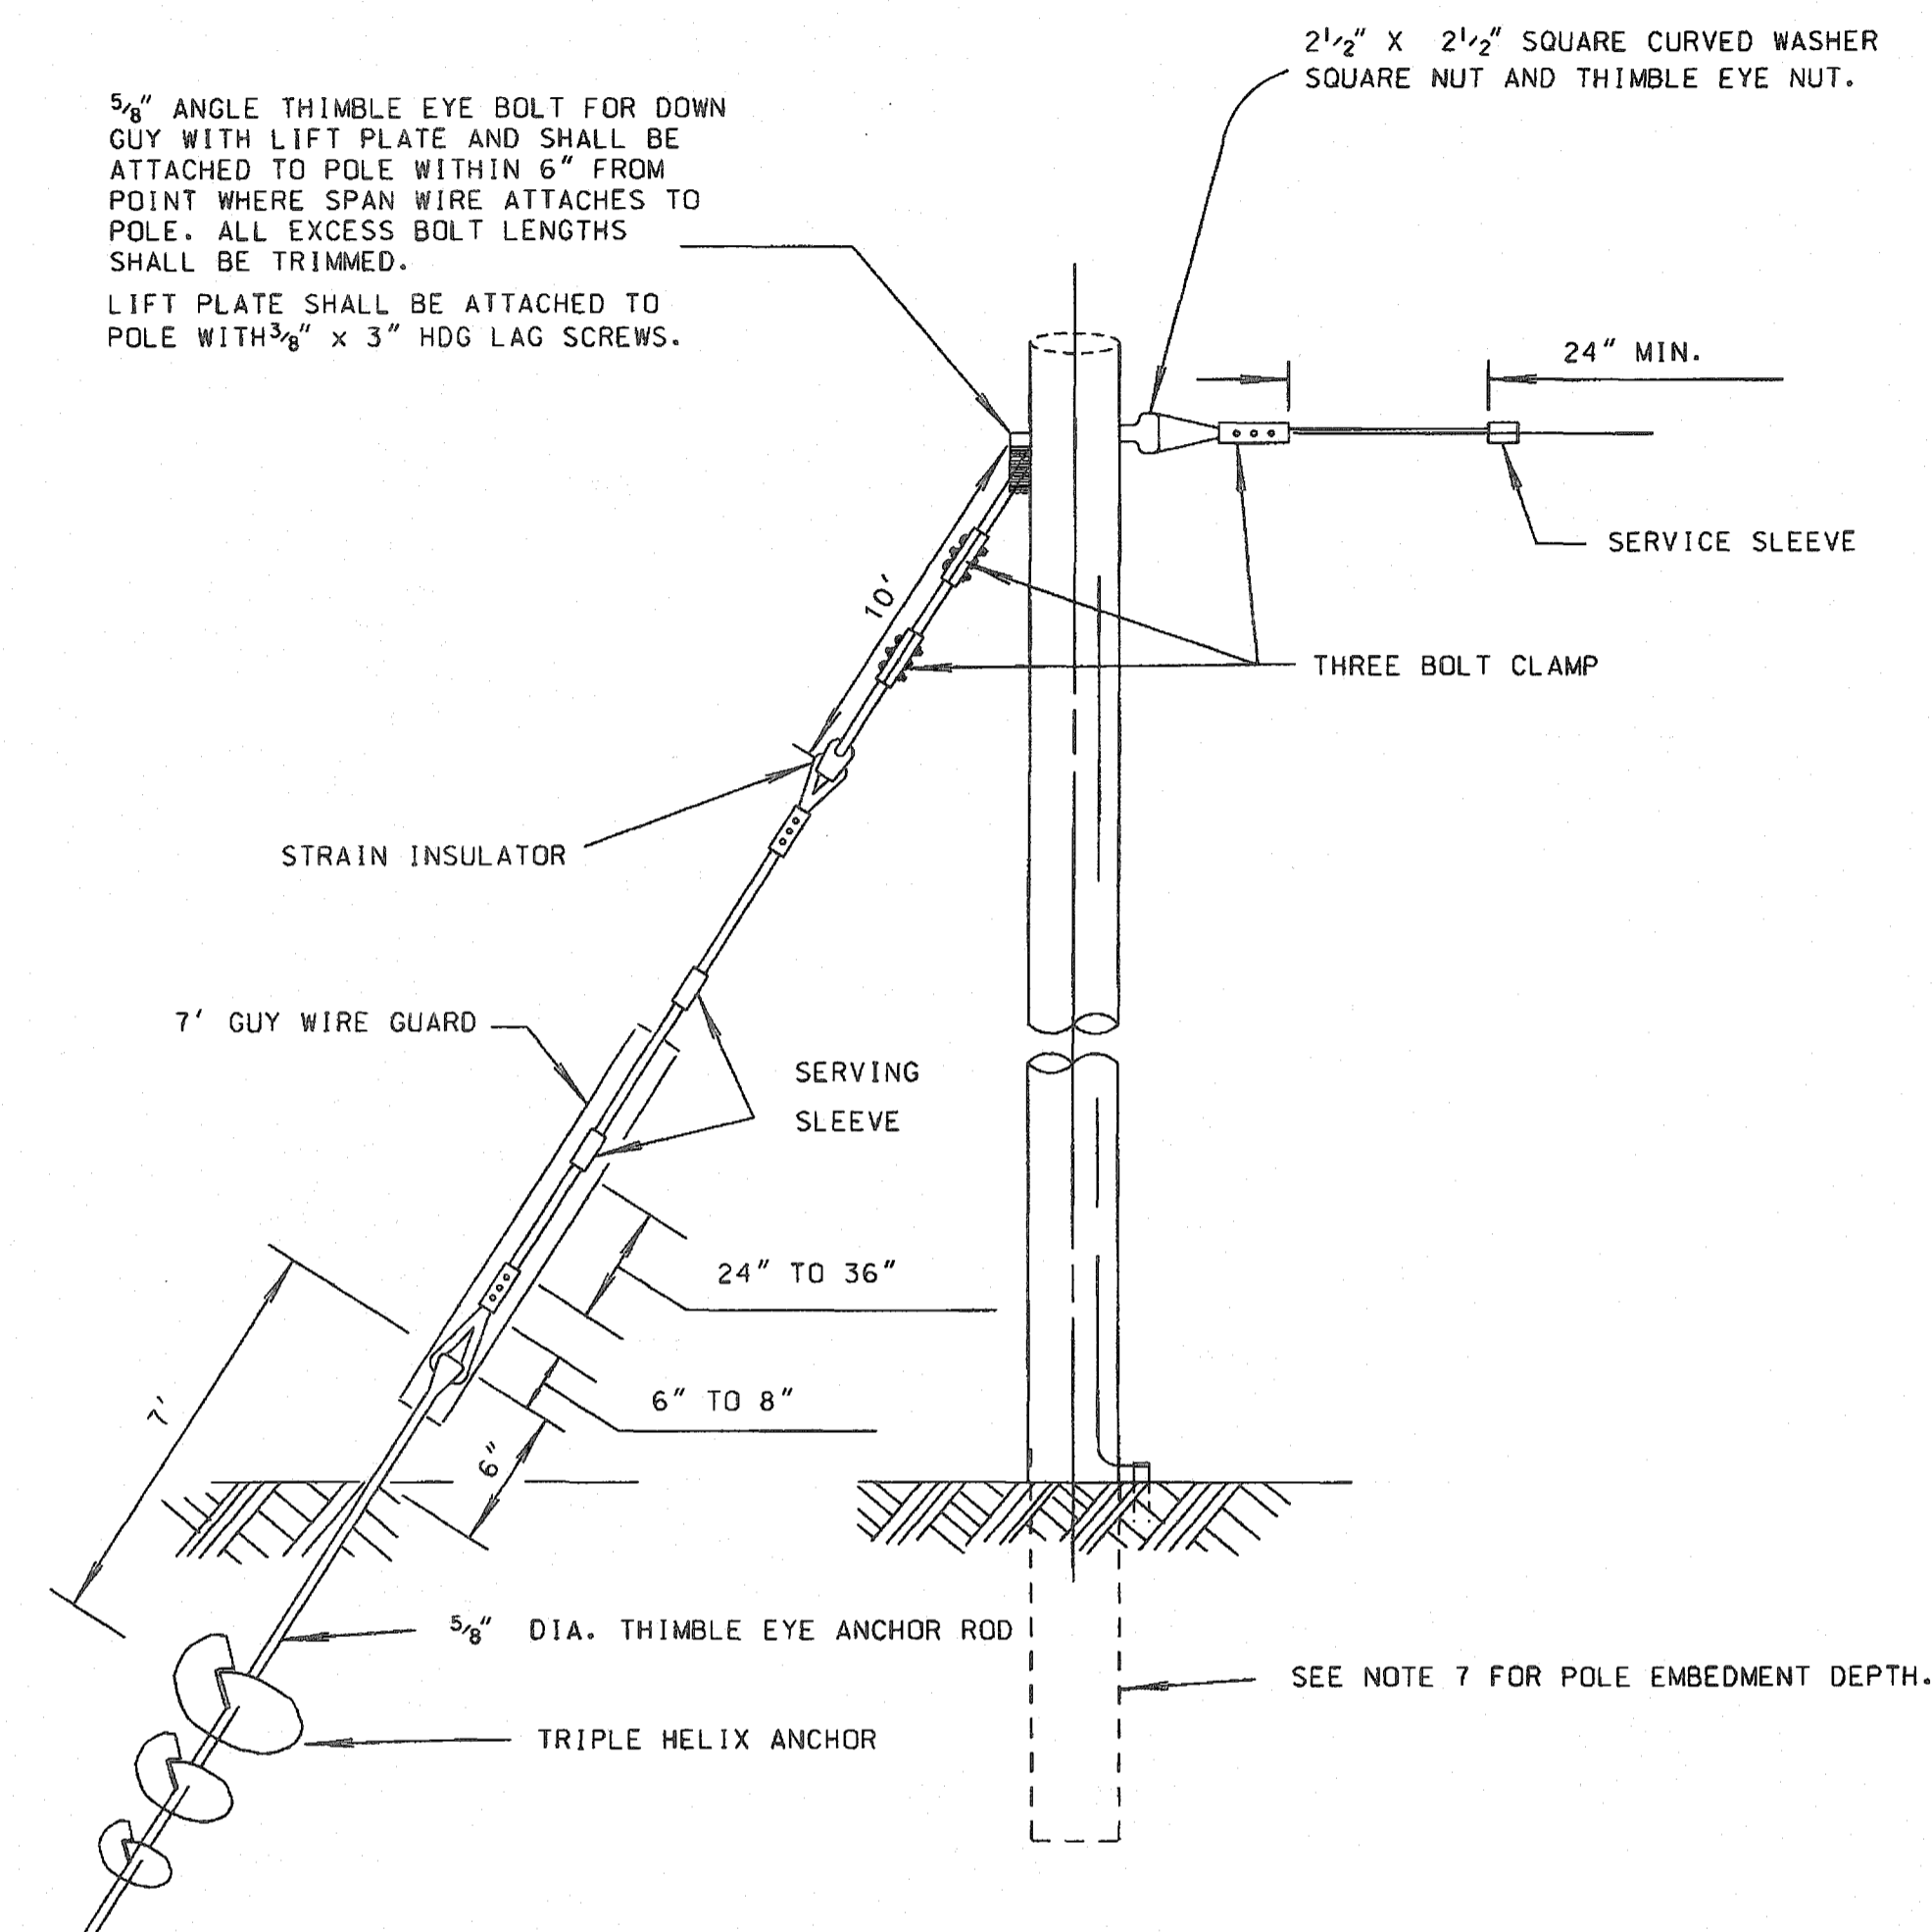 2 1/2" X 2 1/2" SQUARE CURVED WASHER
SQUARE NUT AND THIMBLE EYE NUT.
5/8" ANGLE THIMBLE EYE BOLT FOR DOWN
GUY WITH LIFT PLATE AND SHALL BE
ATTACHED TO POLE WITHIN 6" FROM
POINT WHERE SPAN WIRE ATTACHES TO
POLE. ALL EXCESS BOLT LENGTHS
SHALL BE TRIMMED.
LIFT PLATE SHALL BE ATTACHED TO
POLE WITH 3/8" X 3" HDG LAG SCREWS.
24" MIN.
SERVICE SLEEVE
10'
THREE BOLT CLAMP
STRAIN INSULATOR
7' GUY WIRE GUARD
SERVING
SLEEVE
24" TO 36"
6" TO 8"
7'
6"
5/8" DIA. THIMBLE EYE ANCHOR ROD
SEE NOTE 7 FOR POLE EMBEDMENT DEPTH.
TRIPLE HELIX ANCHOR